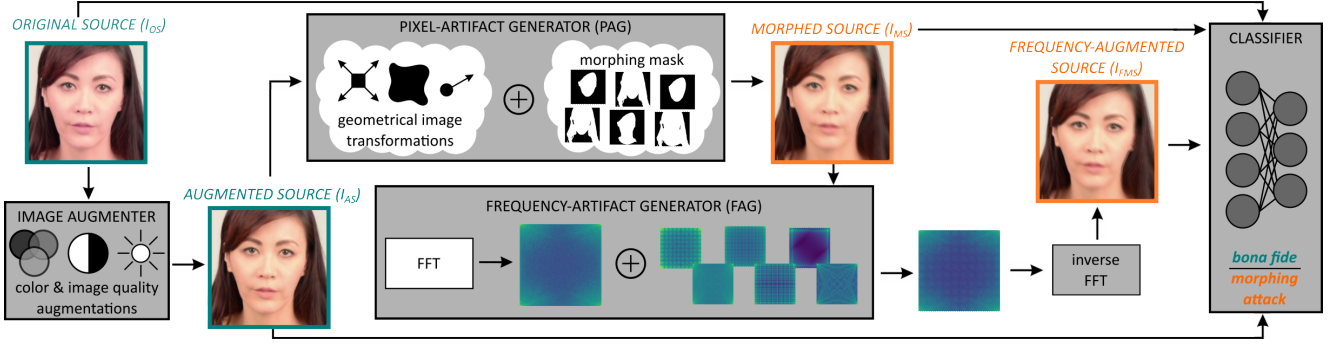 ORIGINAL SOURCE (I_OS)
IMAGE AUGMENTER
color & image quality
augmentations
AUGMENTED SOURCE (I_AS)
PIXEL-ARTIFACT GENERATOR (PAG)
geometrical image
transformations
morphing mask
MORPHED SOURCE (I_MS)
FREQUENCY-ARTIFACT GENERATOR (FAG)
FFT
inverse
FFT
FREQUENCY-AUGMENTED
SOURCE (I_FMS)
CLASSIFIER
bona fide
morphing
attack